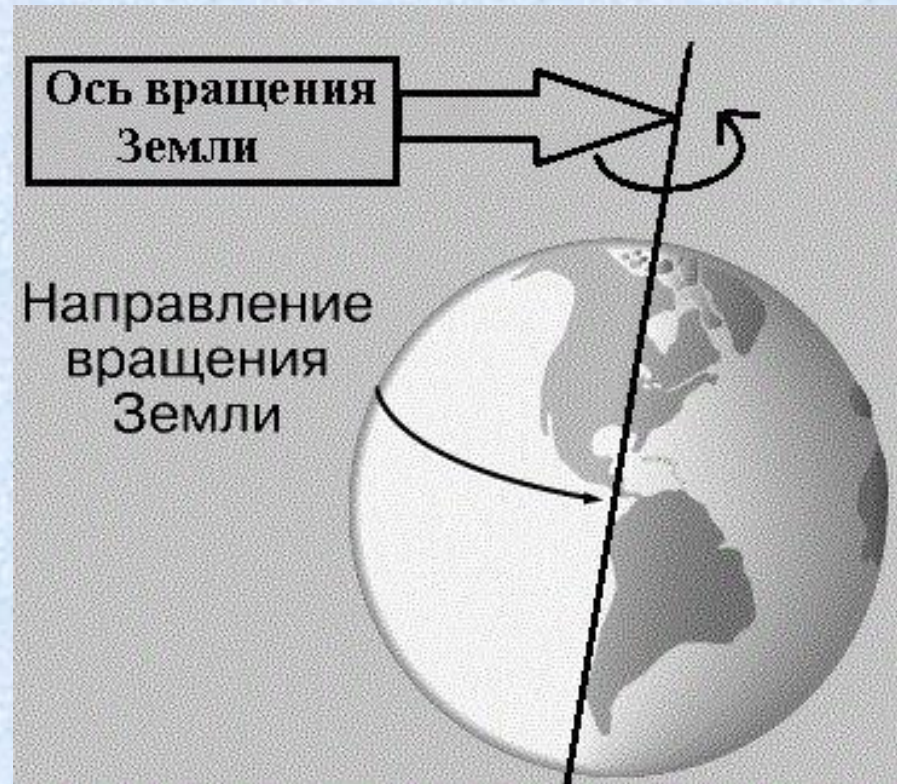 Ось вращения
Земли
Направление
вращения
Земли